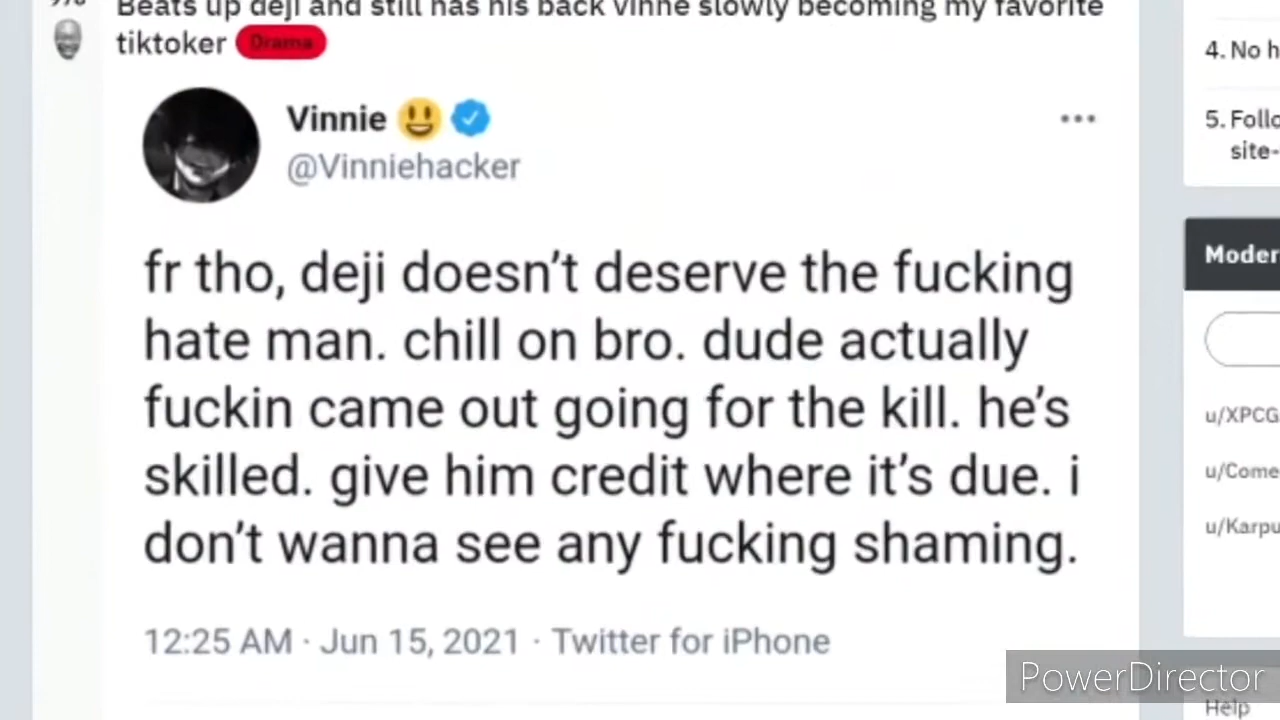 Beats up deji and still has his back vinne slowly becoming my favorite
tiktoker Drama
Vinnie 😃
@Vinniehacker
fr tho, deji doesn't deserve the fucking
hate man. chill on bro. dude actually
fuckin came out going for the kill. he's
skilled. give him credit where it's due. i
don't wanna see any fucking shaming.
12:25 AM · Jun 15, 2021 · Twitter for iPhone
4. No h
5. Follo
site-
Moder
u/XPCG
u/Come
u/Karpu
Help
PowerDirector